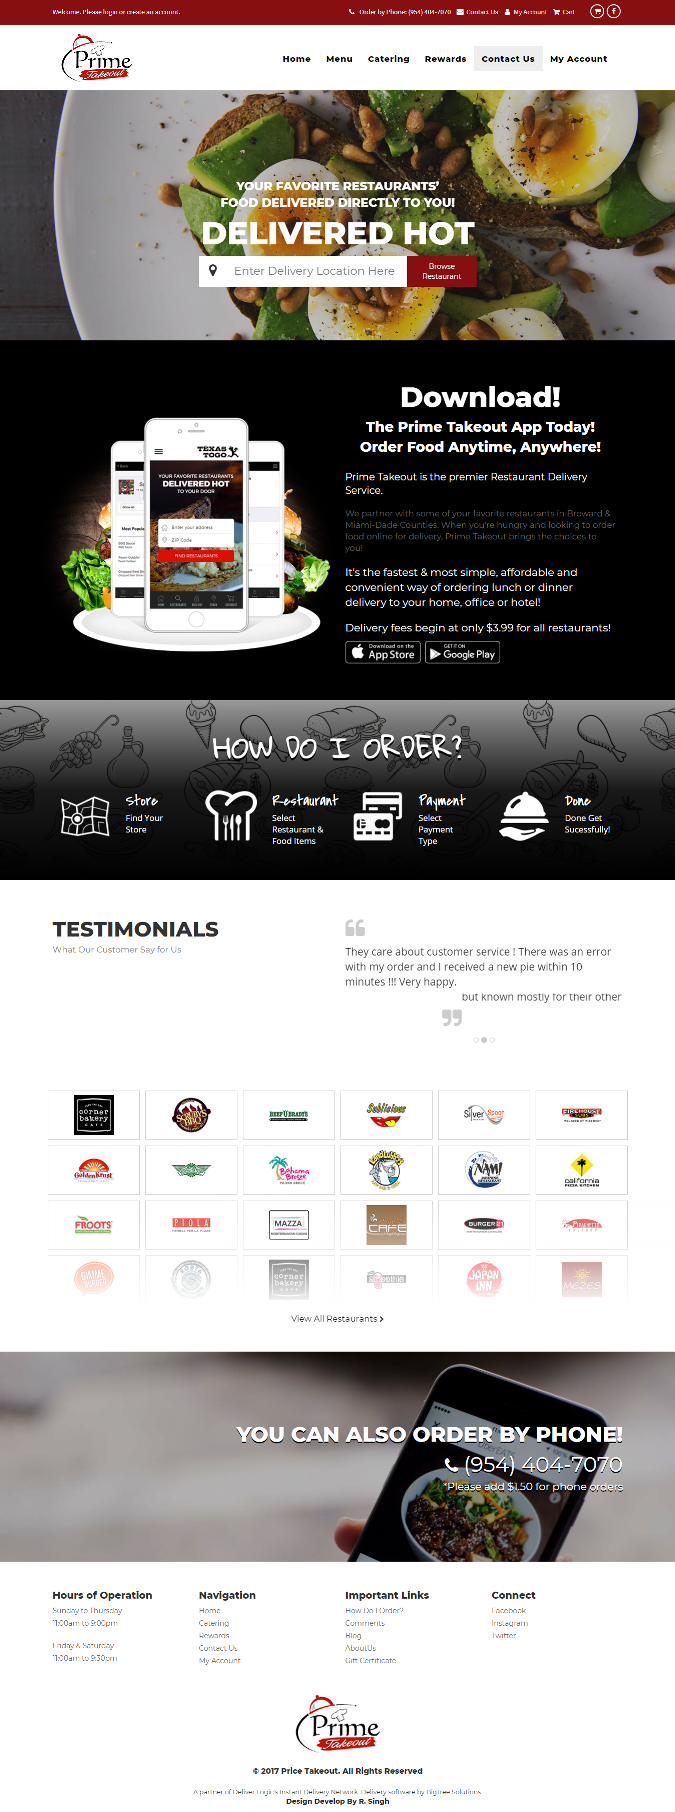 Welcome. Please login or create an account.
Order by Phone: (954) 404-7070 Contact Us My Account Cart
Prime
Takeout
Home Menu Catering Rewards Contact Us My Account
YOUR FAVORITE RESTAURANTS'
FOOD DELIVERED DIRECTLY TO YOU!
DELIVERED HOT
Enter Delivery Location Here
Browse
Restaurant
Download!
The Prime Takeout App Today!
Order Food Anytime, Anywhere!
Prime Takeout is the premier Restaurant Delivery
Service.
We partner with some of your favorite restaurants in Broward &
Miami-Dade Counties. When you're hungry and looking to order
food online for delivery, Prime Takeout brings the choices to
you!
It's the fastest & most simple, affordable and
convenient way of ordering lunch or dinner
delivery to your home, office or hotel!
Delivery fees begin at only $3.99 for all restaurants!
Download on the
App Store
GET IT ON
Google Play
TEXAS
TOGO
YOUR FAVORITE RESTAURANTS
DELIVERED HOT
TO YOUR DOOR
Enter your address
ZIP Code
FIND RESTAURANTS
Most Popular
HOW DO I ORDER?
Store
Find Your
Store
Restaurant
Select
Restaurant &
Food Items
Payment
Select
Payment
Type
Done
Done Get
Sucessfully!
TESTIMONIALS
What Our Customer Say for Us
They care about customer service ! There was an error
with my order and I received a new pie within 10
minutes !!! Very happy.
but known mostly for their other
corner
bakery
CAFE
BEEF'O'BRADY'S
Sublicious
Silver Spoon
FIREHOUSE
SUBS
Golden Krust
Bahama
Breeze
NAMI
california
PIZZA KITCHEN
FROOTS
PIOLA
MAZZA
MEDITERRANEAN CUISINE
CAFE
BURGER
SPAGHETTI
GIMME
BURGER
corner
bakery
CAFE
Smoothie
JAPAN
INN
MEZES
View All Restaurants
YOU CAN ALSO ORDER BY PHONE!
(954) 404-7070
*Please add $1.50 for phone orders
UberEATS
Hours of Operation
Sunday to Thursday
11:00am to 9:00pm
Friday & Saturday
11:00am to 9:30pm
Navigation
Home
Catering
Rewards
Contact Us
My Account
Important Links
How Do I Order?
Comments
Blog
AboutUs
Gift Certificate
Connect
Facebook
Instagram
Twitter
Prime
Takeout
© 2017 Price Takeout. All Rights Reserved
A partner of Deliver Logic's Instant Delivery Network. Delivery software by BigTree Solutions
Design Develop By R. Singh